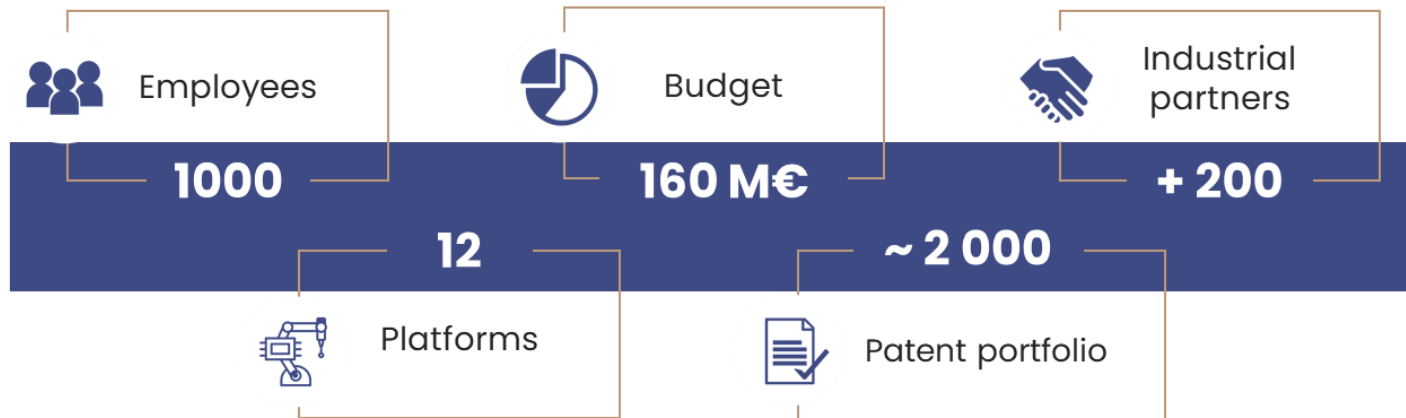 Employees
Budget
Industrial
partners
1000
160 M€
+ 200
12
~ 2 000
Platforms
Patent portfolio